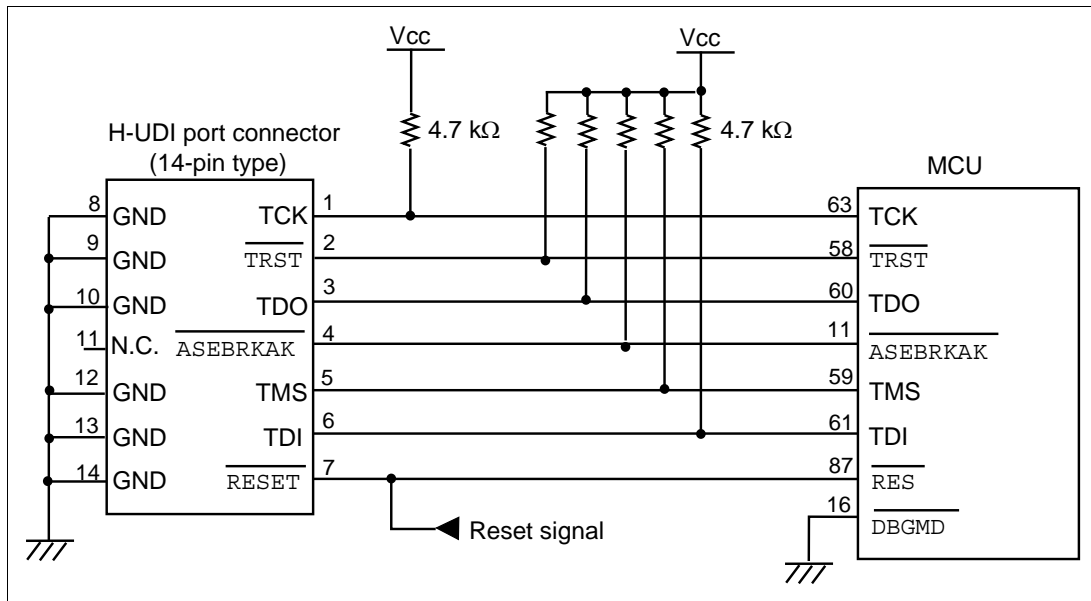 Vcc
Vcc
4.7 kΩ
4.7 kΩ
H-UDI port connector
(14-pin type)
MCU
8 GND TCK 1 63 TCK
9 GND TRST 2 58 TRST
10 GND TDO 3 60 TDO
11 N.C. ASEBRKAK 4 11 ASEBRKAK
12 GND TMS 5 59 TMS
13 GND TDI 6 61 TDI
14 GND RESET 7 87 RES
16 DBGMD
Reset signal